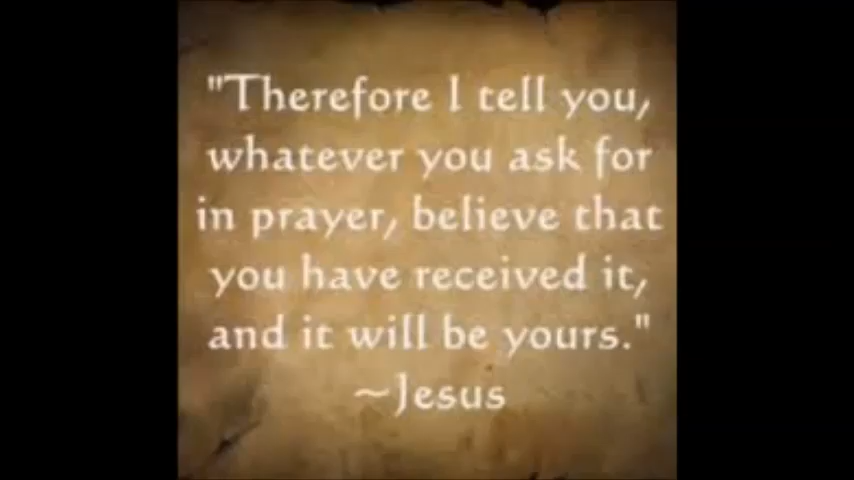 "Therefore I tell you,
whatever you ask for
in prayer, believe that
you have received it,
and it will be yours."
~Jesus